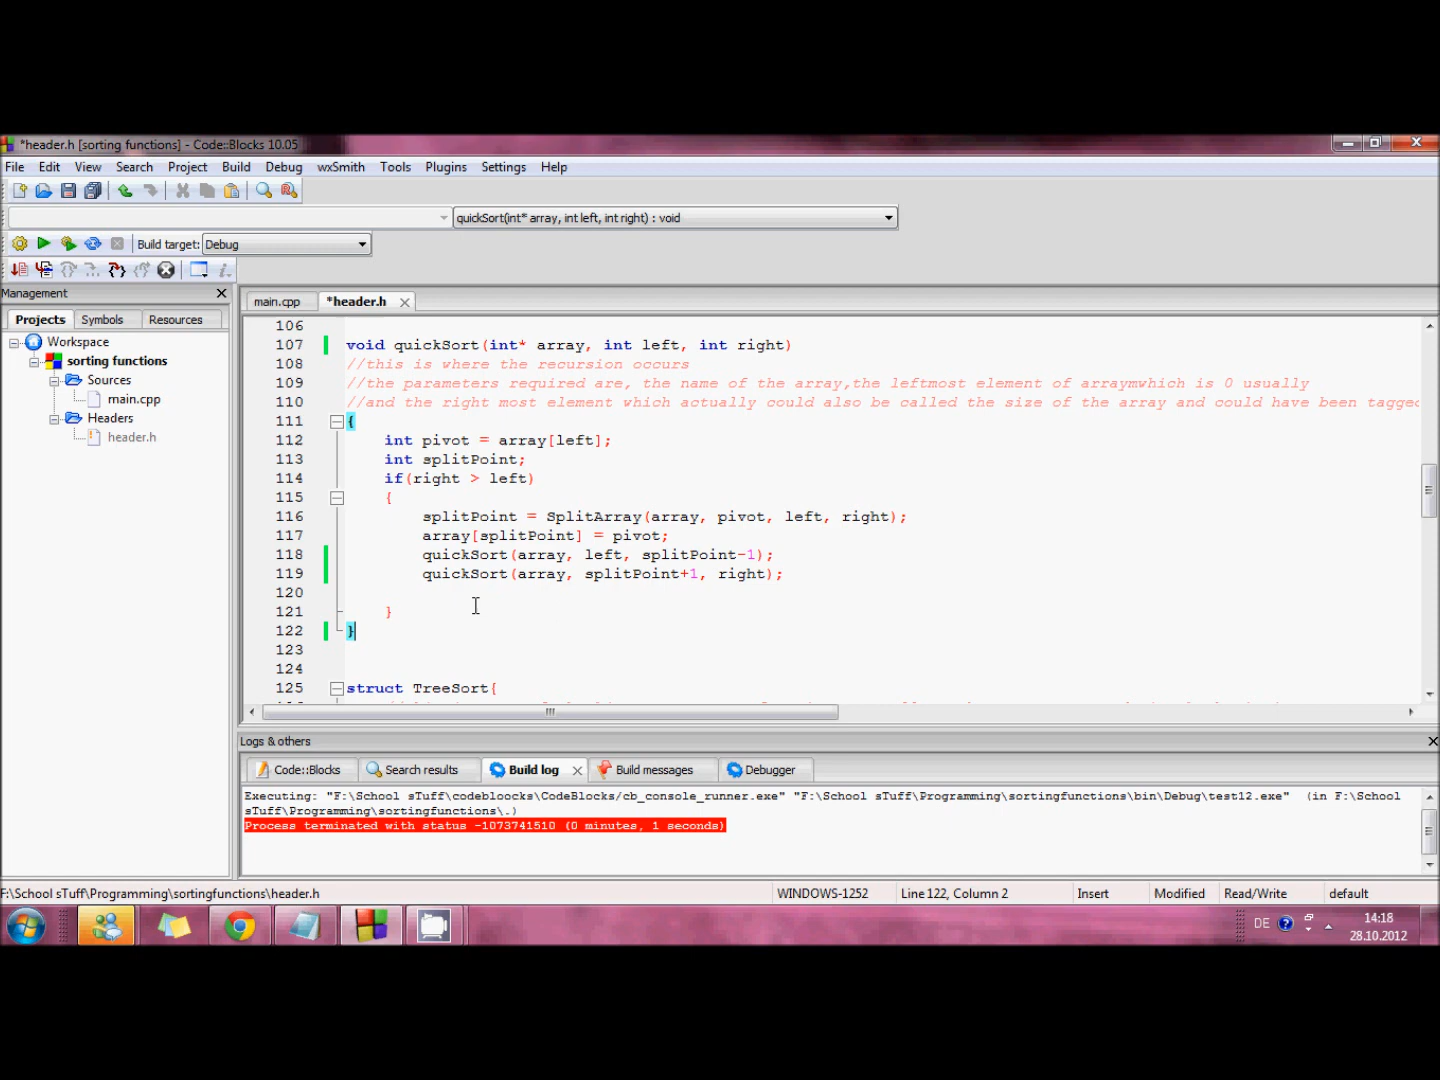 *header.h [sorting functions] - Code::Blocks 10.05
File Edit View Search Project Build Debug wxSmith Tools Plugins Settings Help
quickSort(int* array, int left, int right) : void
Build target: Debug
Management
Projects Symbols Resources
Workspace
sorting functions
Sources
main.cpp
Headers
header.h
main.cpp *header.h
106
107 void quickSort(int* array, int left, int right)
108 //this is where the recursion occurs
109 //the parameters required are, the name of the array,the leftmost element of arraymwhich is 0 usually
110 //and the right most element which actually could also be called the size of the array and could have been tagged
111 {
112 int pivot = array[left];
113 int splitPoint;
114 if(right > left)
115 {
116 splitPoint = SplitArray(array, pivot, left, right);
117 array[splitPoint] = pivot;
118 quickSort(array, left, splitPoint-1);
119 quickSort(array, splitPoint+1, right);
120
121 }
122 }
123
124
125 struct TreeSort{
Logs & others
Code::Blocks Search results Build log Build messages Debugger
Executing: "F:\School sTuff\codebloocks\CodeBlocks/cb_console_runner.exe" "F:\School sTuff\Programming\sortingfunctions\bin\Debug\test12.exe" (in F:\School
sTuff\Programming\sortingfunctions\.)
Process terminated with status -1073741510 (0 minutes, 1 seconds)
F:\School sTuff\Programming\sortingfunctions\header.h WINDOWS-1252 Line 122, Column 2 Insert Modified Read/Write default
DE 14:18
28.10.2012